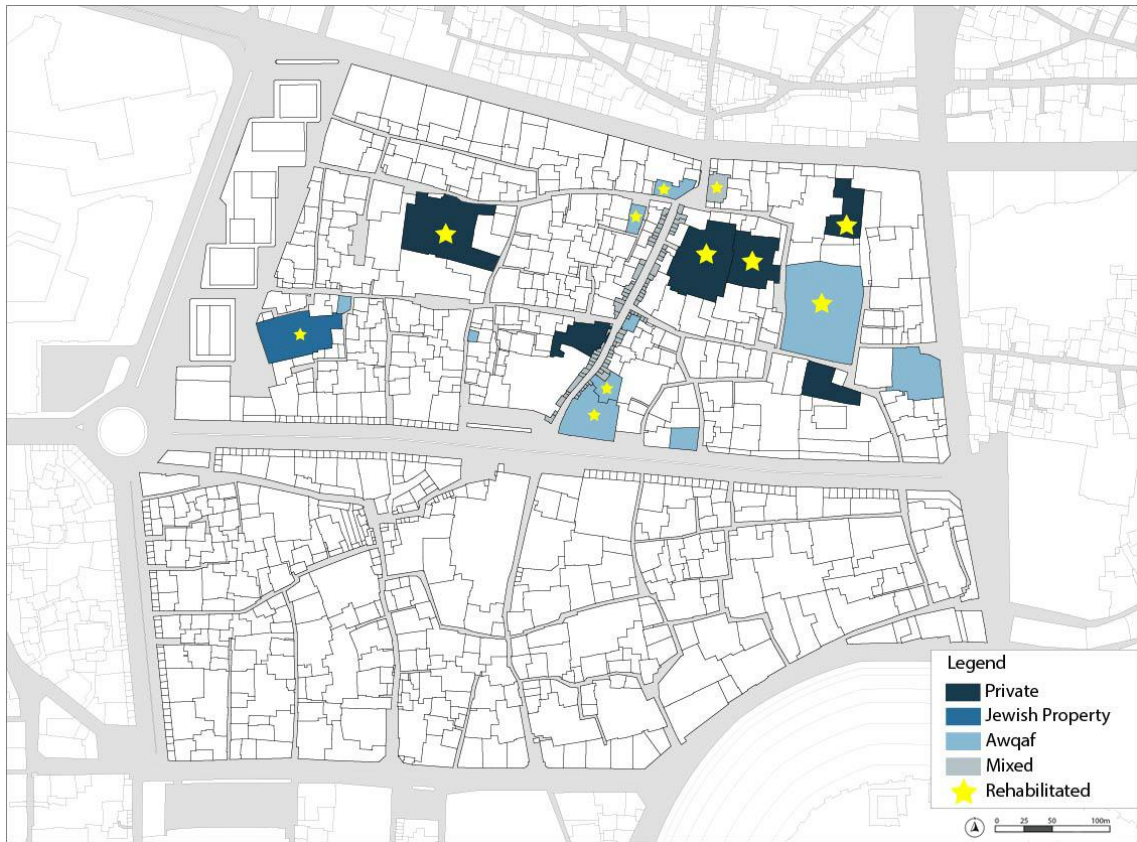 Legend
Private
Jewish Property
Awqaf
Mixed
Rehabilitated
0 25 50 100m